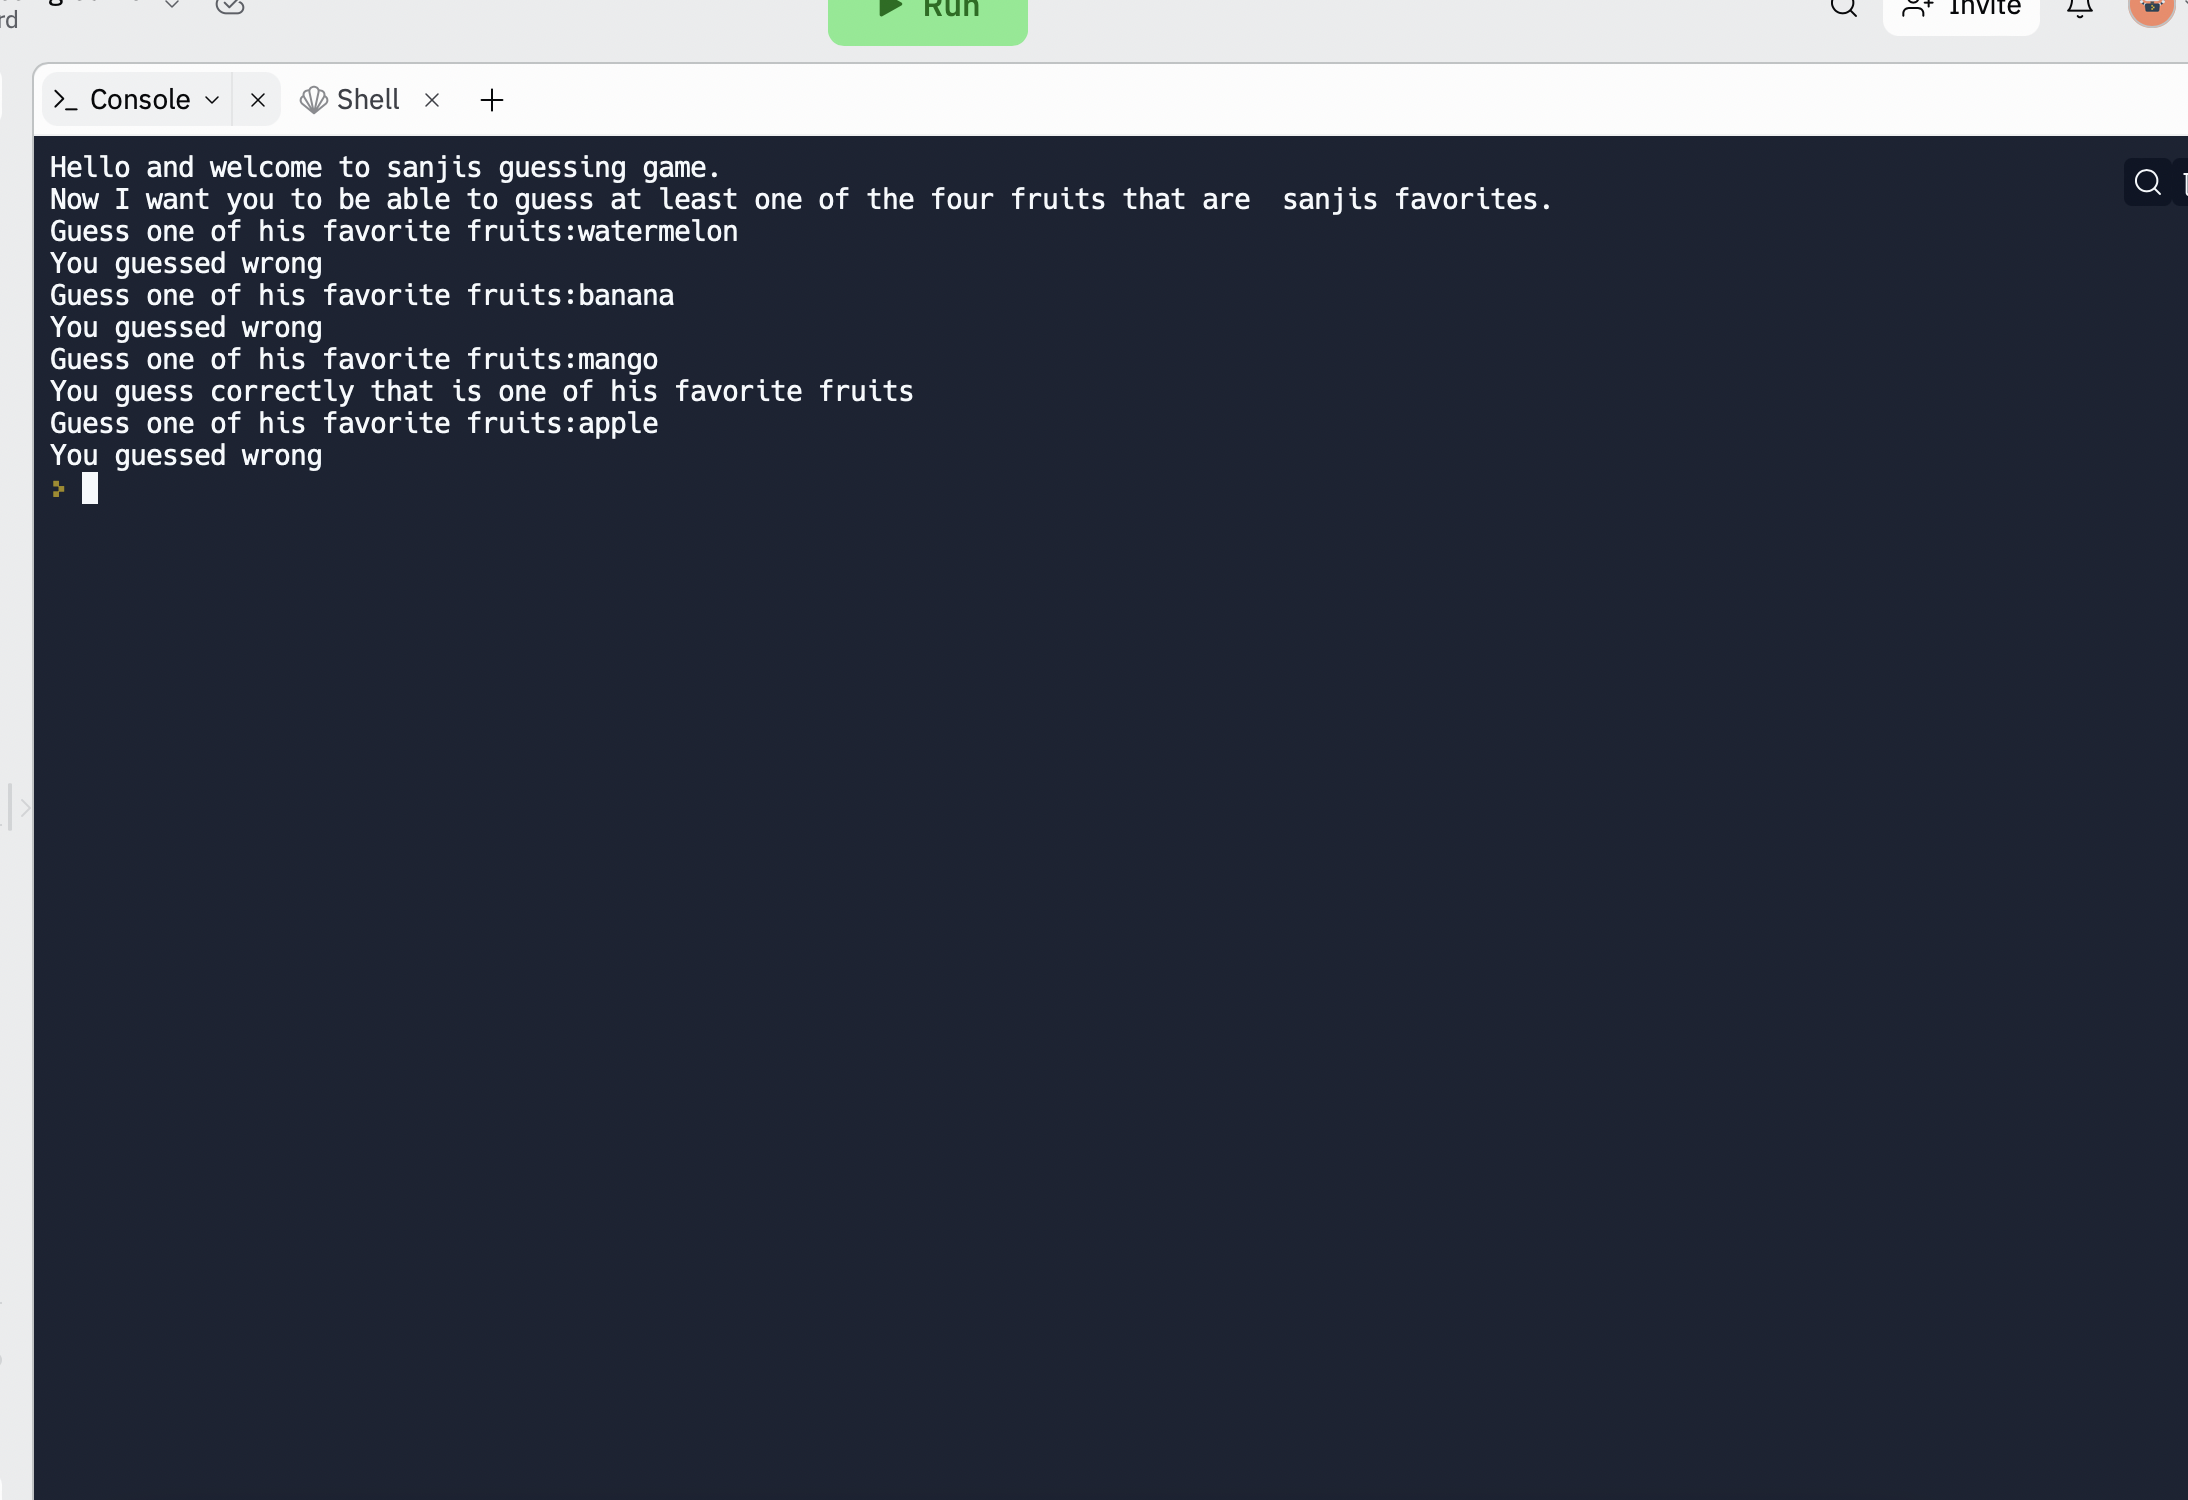 rd
Run
Invite
Console
Shell
Hello and welcome to sanjis guessing game.
Now I want you to be able to guess at least one of the four fruits that are  sanjis favorites.
Guess one of his favorite fruits:watermelon
You guessed wrong
Guess one of his favorite fruits:banana
You guessed wrong
Guess one of his favorite fruits:mango
You guess correctly that is one of his favorite fruits
Guess one of his favorite fruits:apple
You guessed wrong